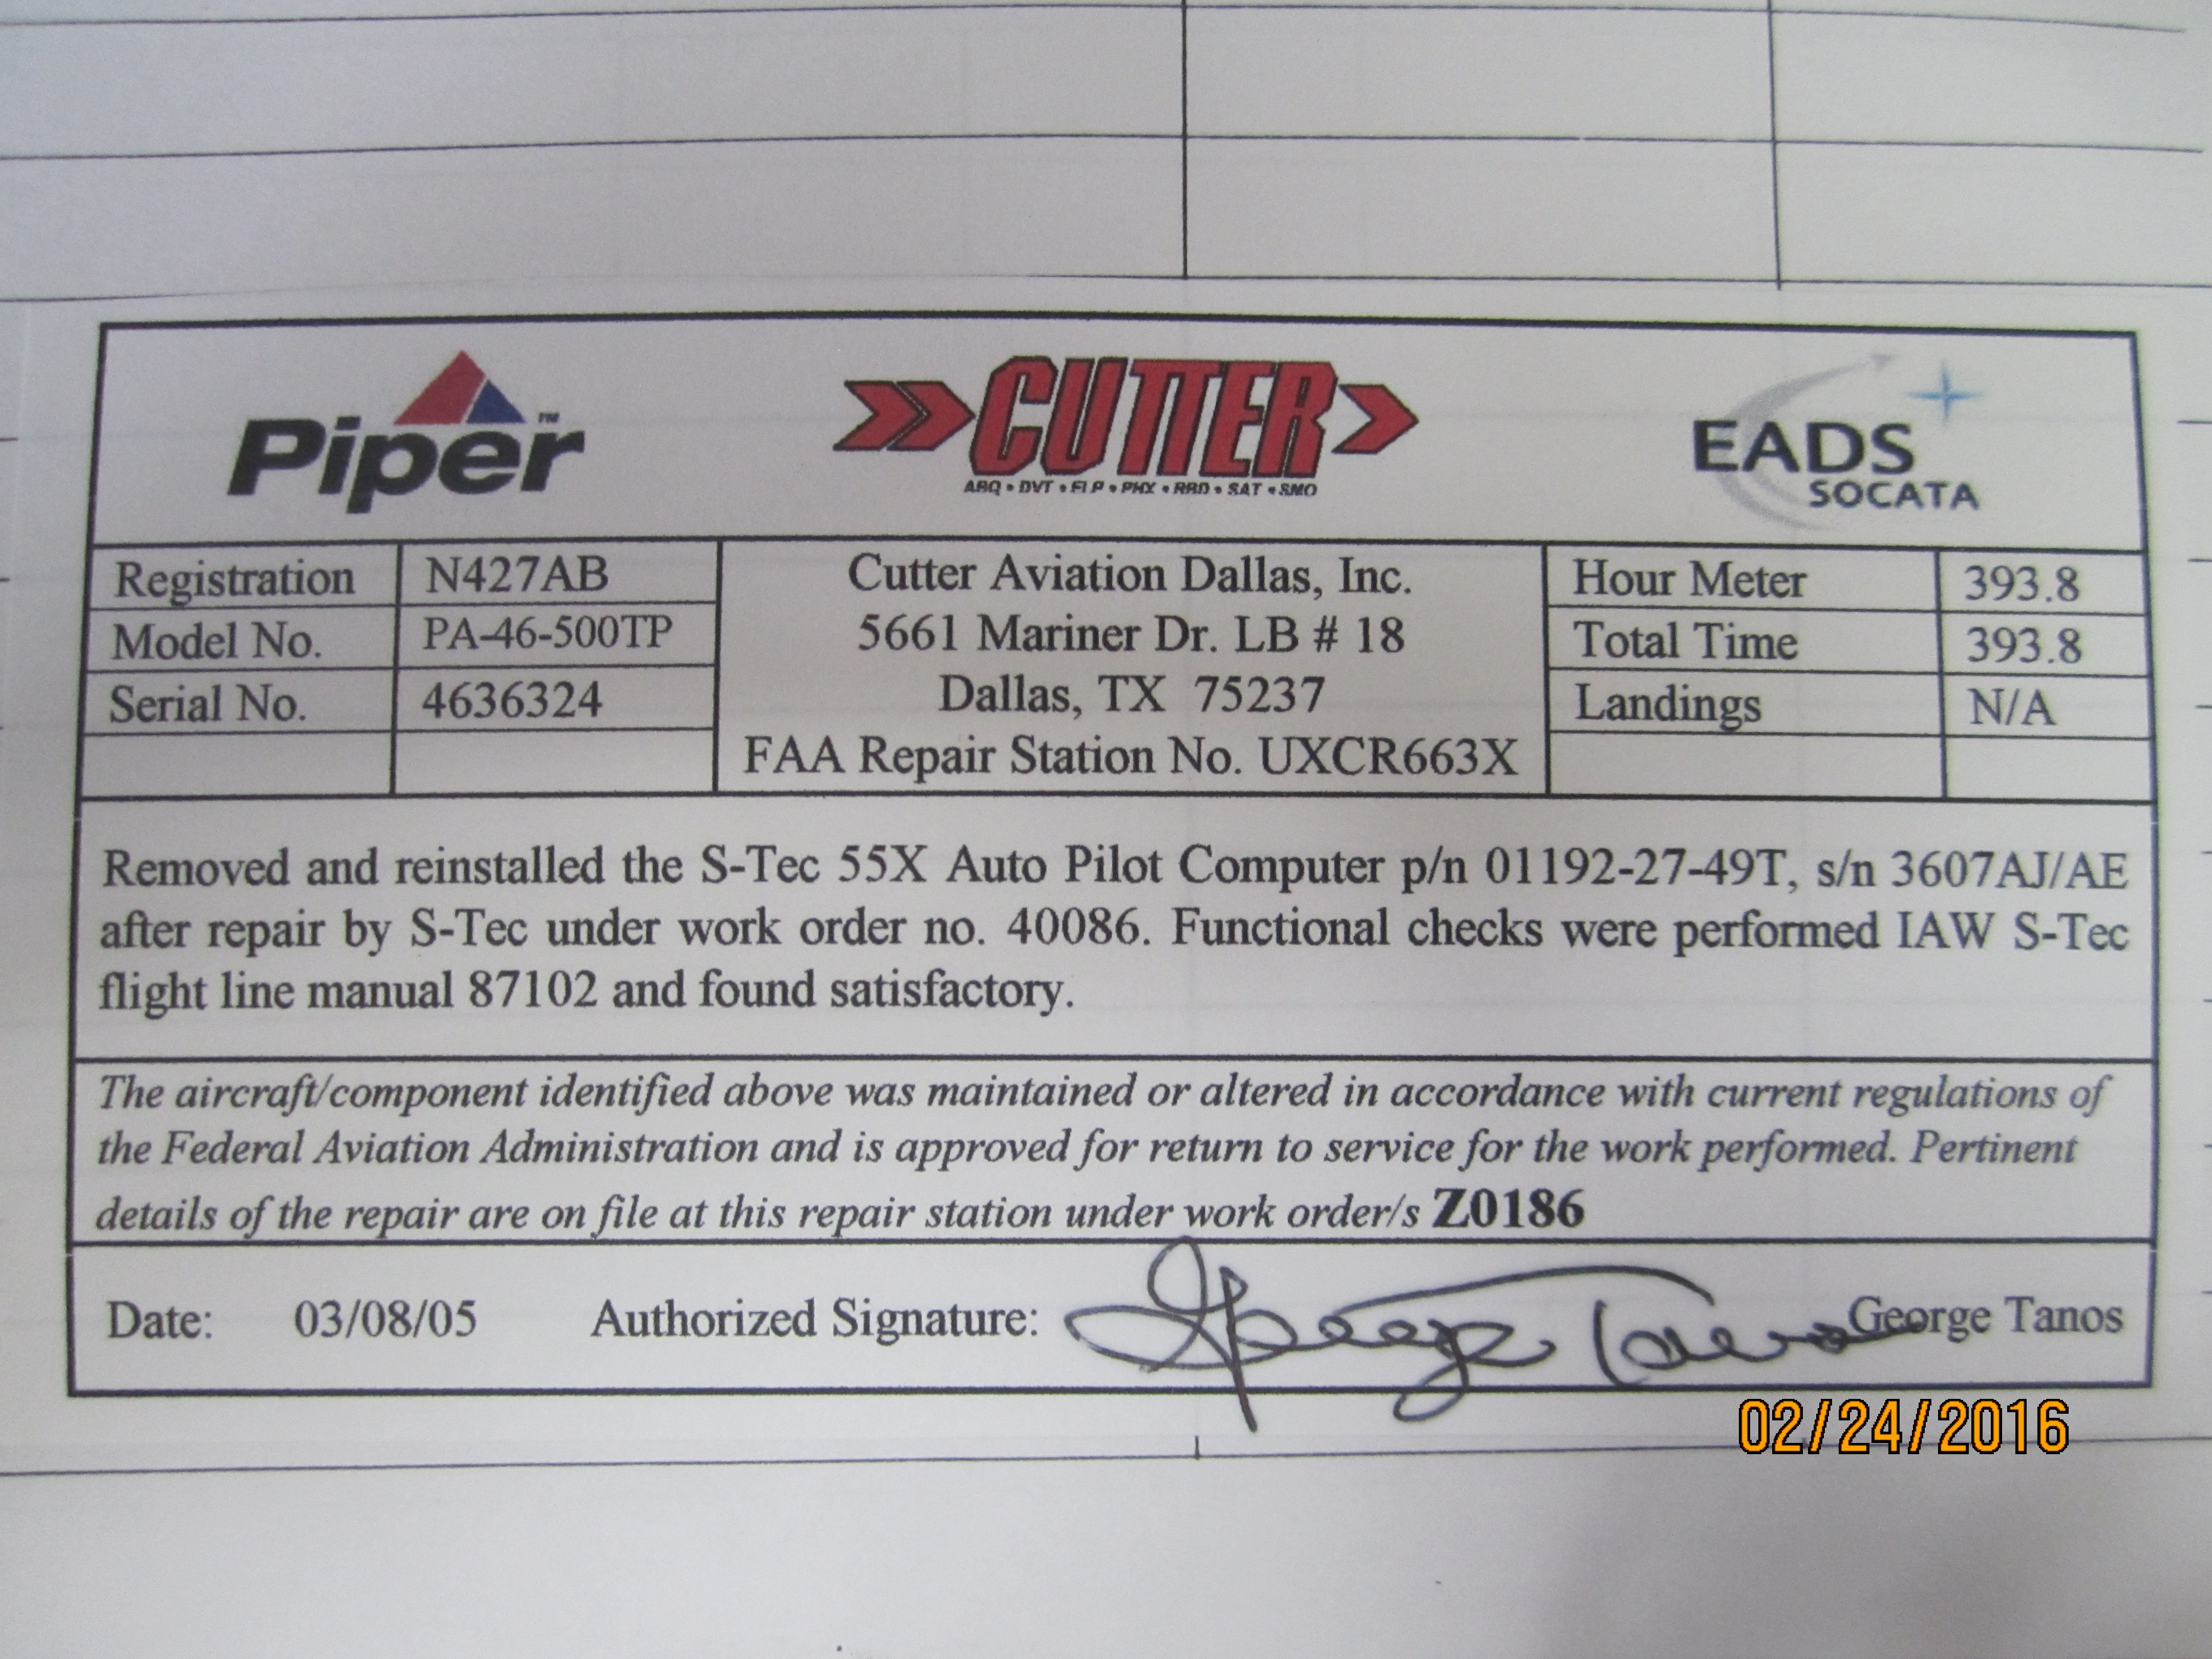 Piper™
CUTTER
ABQ • DVT • ELP • PHX • RBD • SAT • SMO
EADS
SOCATA
Registration N427AB
Model No. PA-46-500TP
Serial No. 4636324
Cutter Aviation Dallas, Inc.
5661 Mariner Dr. LB # 18
Dallas, TX 75237
FAA Repair Station No. UXCR663X
Hour Meter 393.8
Total Time 393.8
Landings N/A
Removed and reinstalled the S-Tec 55X Auto Pilot Computer p/n 01192-27-49T, s/n 3607AJ/AE
after repair by S-Tec under work order no. 40086. Functional checks were performed IAW S-Tec
flight line manual 87102 and found satisfactory.
The aircraft/component identified above was maintained or altered in accordance with current regulations of
the Federal Aviation Administration and is approved for return to service for the work performed. Pertinent
details of the repair are on file at this repair station under work order/s Z0186
Date: 03/08/05 Authorized Signature: George Tanos George Tanos
02/24/2016